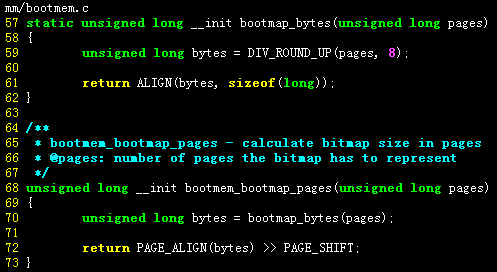 mm/bootmem.c
57 static unsigned long __init bootmap_bytes(unsigned long pages)
58 {
59         unsigned long bytes = DIV_ROUND_UP(pages, 8);
60
61         return ALIGN(bytes, sizeof(long));
62 }
63
64 /**
65  * bootmem_bootmap_pages - calculate bitmap size in pages
66  * @pages: number of pages the bitmap has to represent
67  */
68 unsigned long __init bootmem_bootmap_pages(unsigned long pages)
69 {
70         unsigned long bytes = bootmap_bytes(pages);
71
72         return PAGE_ALIGN(bytes) >> PAGE_SHIFT;
73 }